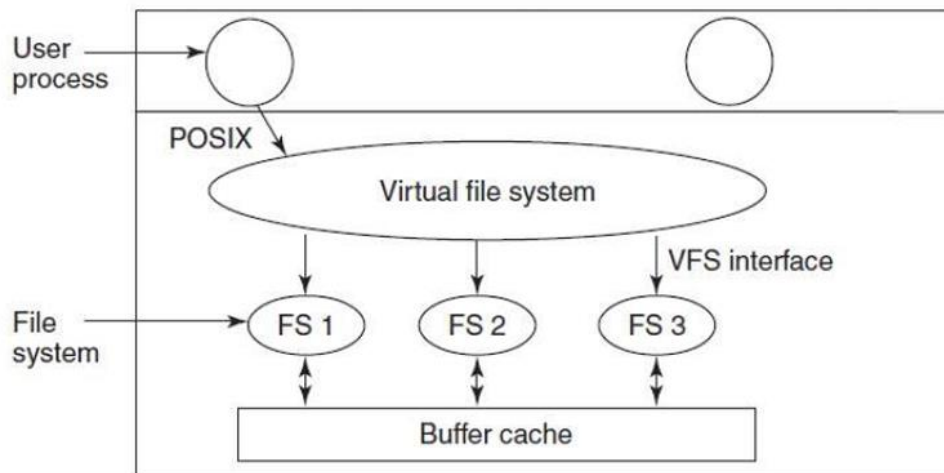 User
process
POSIX
Virtual file system
VFS interface
File
system
FS 1
FS 2
FS 3
Buffer cache